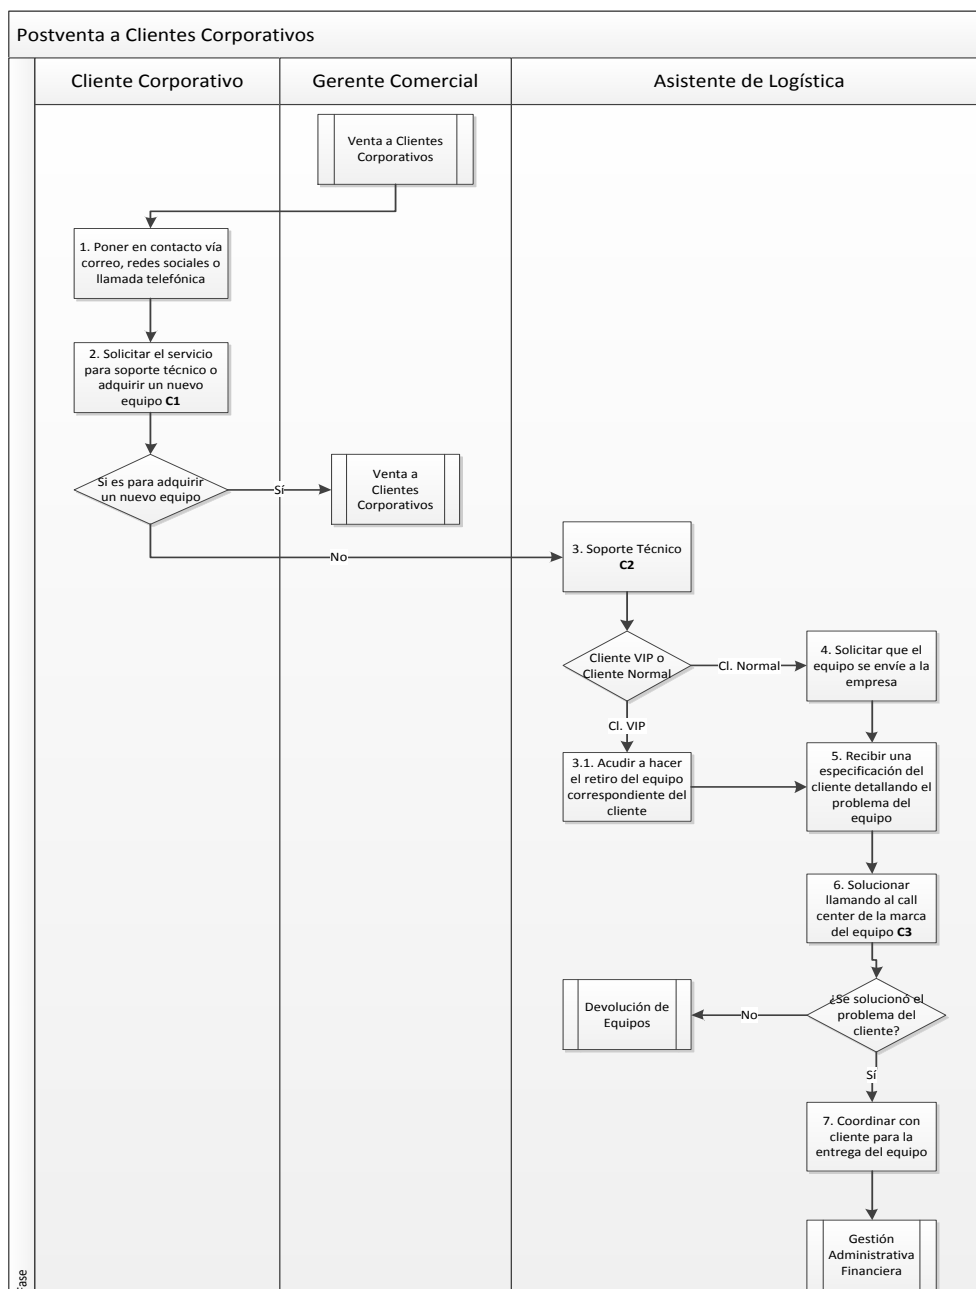 Postventa a Clientes Corporativos
Cliente Corporativo
Gerente Comercial
Asistente de Logística
Venta a Clientes
Corporativos
1. Poner en contacto vía
correo, redes sociales o
llamada telefónica
2. Solicitar el servicio
para soporte técnico o
adquirir un nuevo
equipo C1
Si es para adquirir
un nuevo equipo
Sí
Venta a
Clientes
Corporativos
No
3. Soporte Técnico
C2
Cliente VIP o
Cliente Normal
Cl. Normal
4. Solicitar que el
equipo se envíe a la
empresa
Cl. VIP
3.1. Acudir a hacer
el retiro del equipo
correspondiente del
cliente
5. Recibir una
especificación del
cliente detallando el
problema del
equipo
6. Solucionar
llamando al call
center de la marca
del equipo C3
¿Se solucionó el
problema del
cliente?
No
Devolución de
Equipos
Sí
7. Coordinar con
cliente para la
entrega del equipo
Gestión
Administrativa
Financiera
Fase